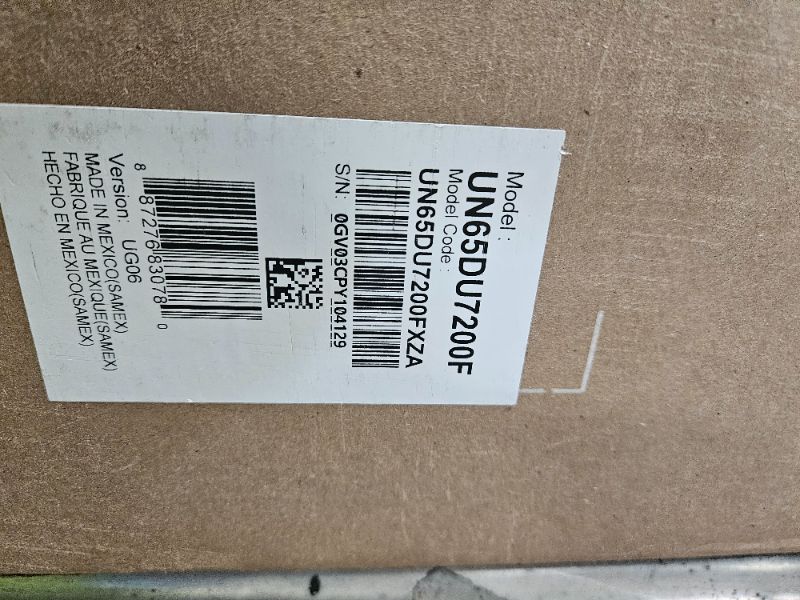 Model :
UN65DU7200F
Model Code :
UN65DU7200FXZA
S/N: 0GV03CPY104129
8 87276 83078 0
Version: UG06
MADE IN MEXICO(SAMEX)
FABRIQUE AU MEXIQUE(SAMEX)
HECHO EN MEXICO(SAMEX)